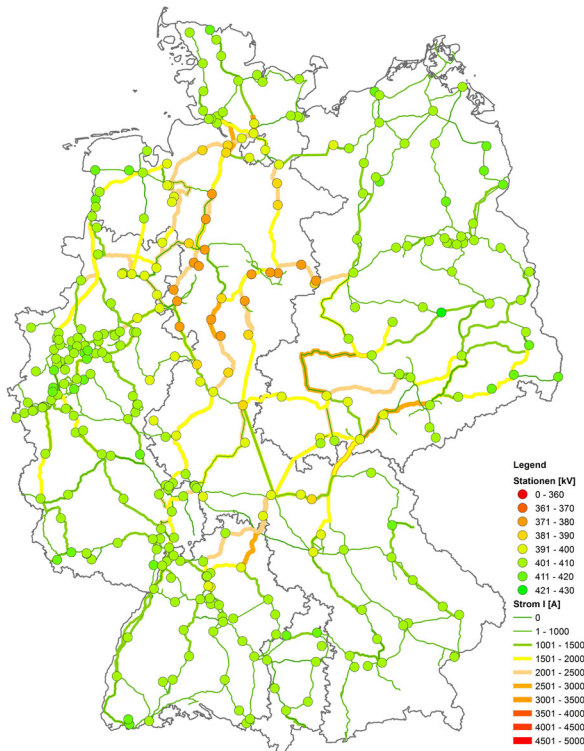 Legend
Stationen [kV]
0 - 360
361 - 370
371 - 380
381 - 390
391 - 400
401 - 410
411 - 420
421 - 430
Strom I [A]
0
1 - 1000
1001 - 1500
1501 - 2000
2001 - 2500
2501 - 3000
3001 - 3500
3501 - 4000
4001 - 4500
4501 - 5000